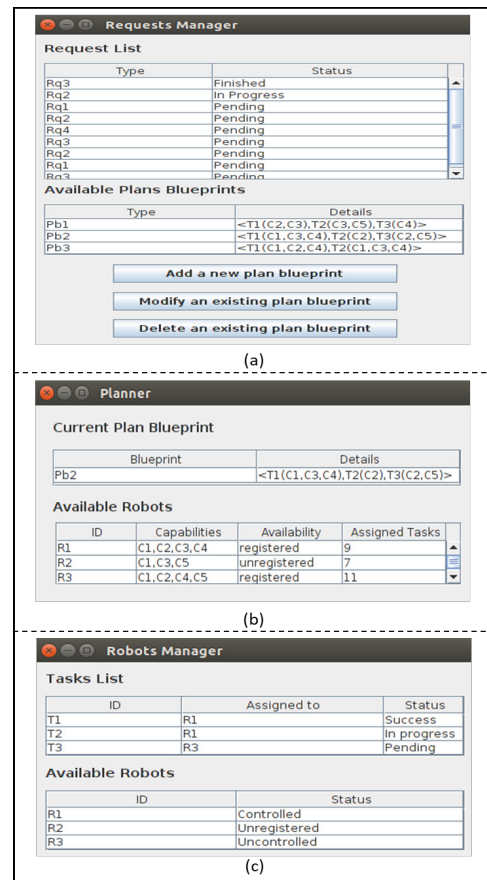 Requests Manager
Request List
Type Status
Rq3 Finished
Rq2 In Progress
Rq1 Pending
Rq2 Pending
Rq4 Pending
Rq3 Pending
Rq2 Pending
Rq1 Pending
Rq3 Pending
Available Plans Blueprints
Type Details
Pb1 <T1(C2,C3),T2(C3,C5),T3(C4)>
Pb2 <T1(C1,C3,C4),T2(C2),T3(C2,C5)>
Pb3 <T1(C1,C2,C4),T2(C1,C3,C4)>
Add a new plan blueprint
Modify an existing plan blueprint
Delete an existing plan blueprint
(a)
Planner
Current Plan Blueprint
Blueprint Details
Pb2 <T1(C1,C3,C4),T2(C2),T3(C2,C5)>
Available Robots
ID Capabilities Availability Assigned Tasks
R1 C1,C2,C3,C4 registered 9
R2 C1,C3,C5 unregistered 7
R3 C1,C2,C4,C5 registered 11
(b)
Robots Manager
Tasks List
ID Assigned to Status
T1 R1 Success
T2 R1 In progress
T3 R3 Pending
Available Robots
ID Status
R1 Controlled
R2 Unregistered
R3 Uncontrolled
(c)